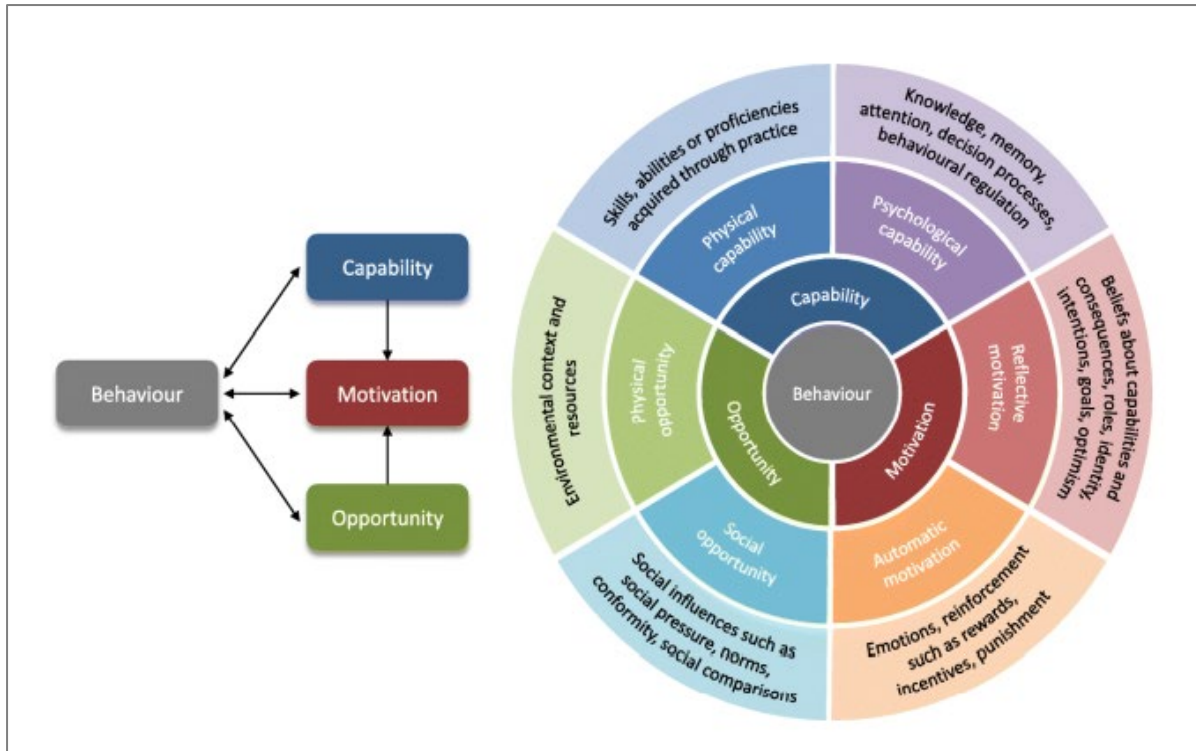 Capability
Behaviour
Motivation
Opportunity
Skills, abilities or proficiencies
acquired through practice
Knowledge, memory,
attention, decision processes,
behavioural regulation
Physical
capability
Psychological
capability
Capability
Environmental context and
resources
Physical
opportunity
Opportunity
Behaviour
Motivation
Reflective
motivation
Beliefs about capabilities and
consequences, roles, identity,
intentions, goals, optimism
Social
opportunity
Automatic
motivation
Social influences such as
social pressure, norms,
conformity, social comparisons
Emotions, reinforcement
such as rewards,
incentives, punishment